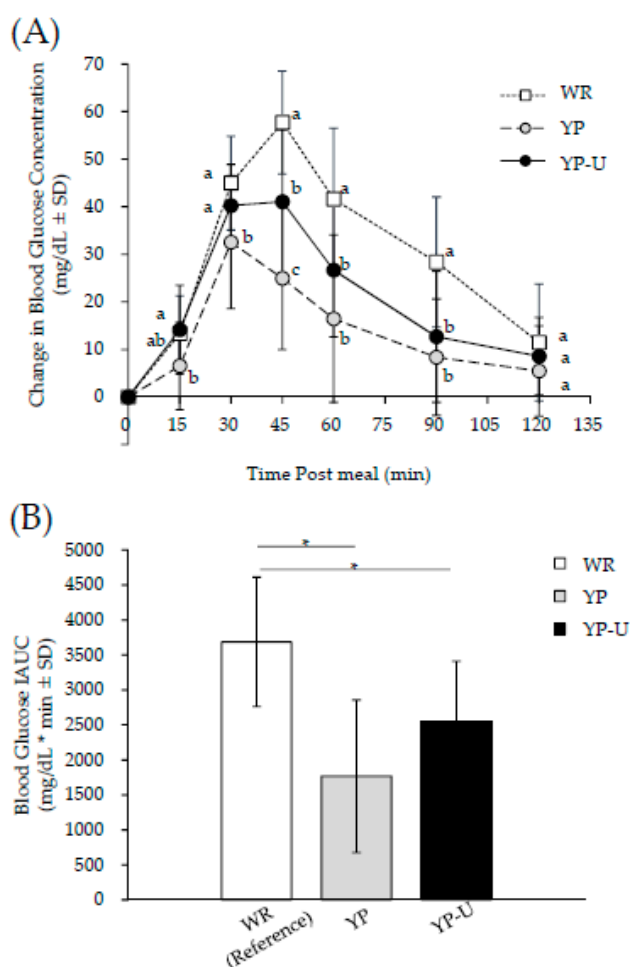 (A)
Change in Blood Glucose Concentration
(mg/dL ± SD)
70
60
50
40
30
20
10
0
0 15 30 45 60 75 90 105 120 135
Time Post meal (min)
WR
YP
YP-U
a
ab
b
a
a
b
a
b
c
a
b
b
a
b
b
a
a
a
(B)
Blood Glucose IAUC
(mg/dL * min ± SD)
5000
4500
4000
3500
3000
2500
2000
1500
1000
500
0
*
*
WR
YP
YP-U
WR
(Reference)
YP
YP-U